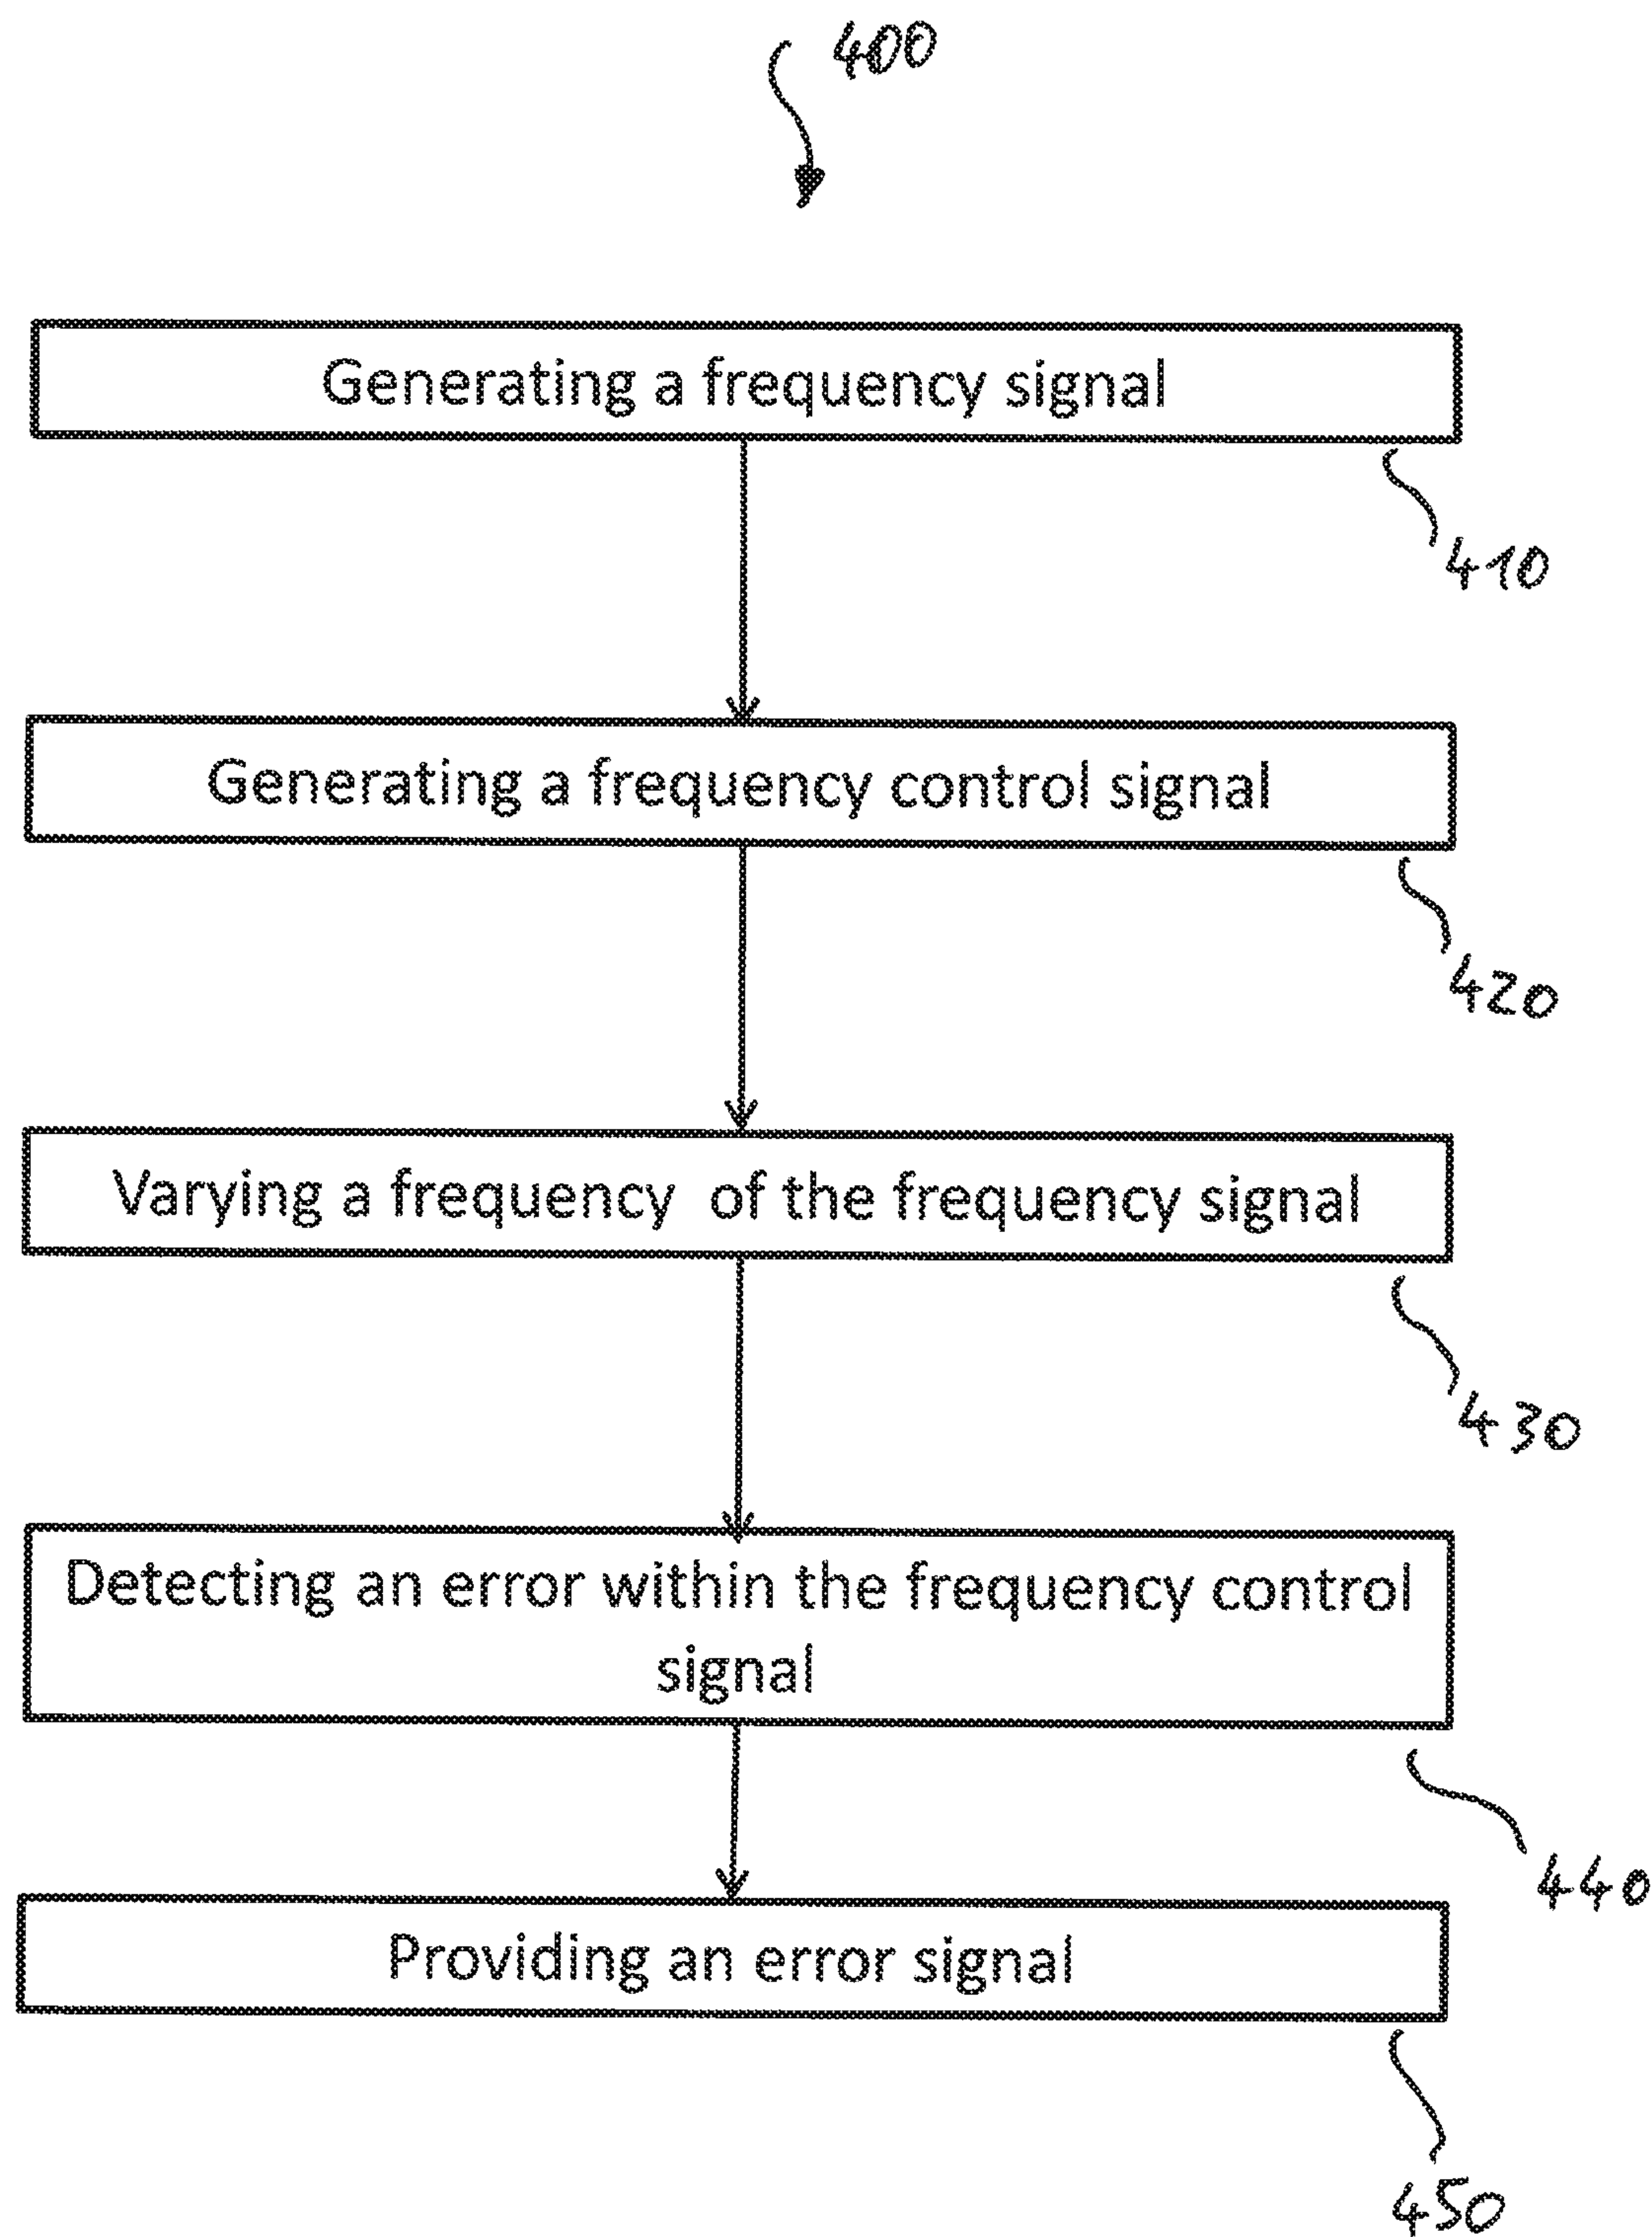 400
Generating a frequency signal
410
Generating a frequency control signal
420
Varying a frequency of the frequency signal
430
Detecting an error within the frequency control
signal
440
Providing an error signal
450